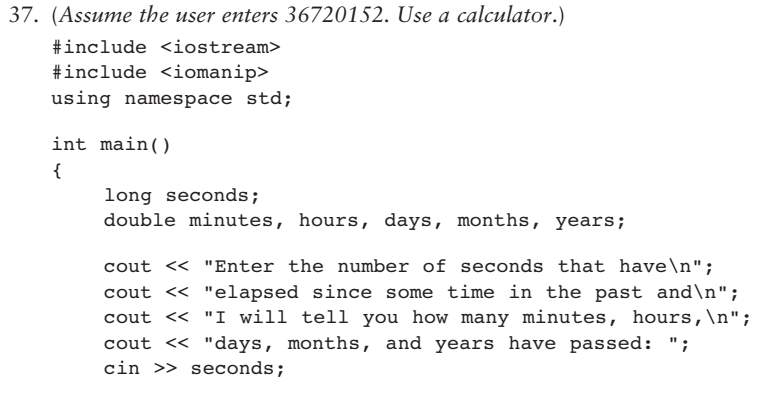 37. (Assume the user enters 36720152. Use a calculator.)
#include <iostream>
#include <iomanip>
using namespace std;
int main()
{
long seconds;
double minutes, hours, days, months, years;
cout << "Enter the number of seconds that have\n";
cout << "elapsed since some time in the past and\n";
cout << "I will tell you how many minutes, hours,\n";
cout << "days, months, and years have passed: ";
cin >> seconds;